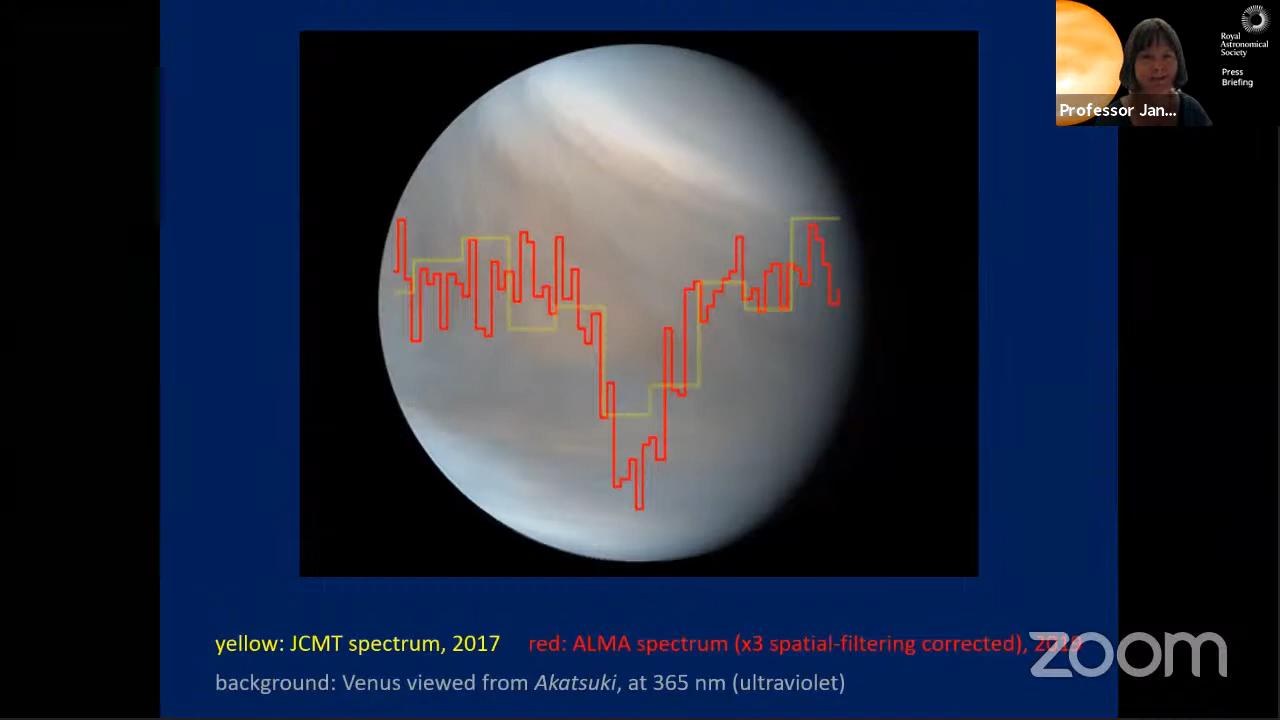 Royal
Astronomical
Society
Press
Briefing
Professor Jan...
yellow: JCMT spectrum, 2017 red: ALMA spectrum (x3 spatial-filtering corrected), 2019
background: Venus viewed from Akatsuki, at 365 nm (ultraviolet)
zoom